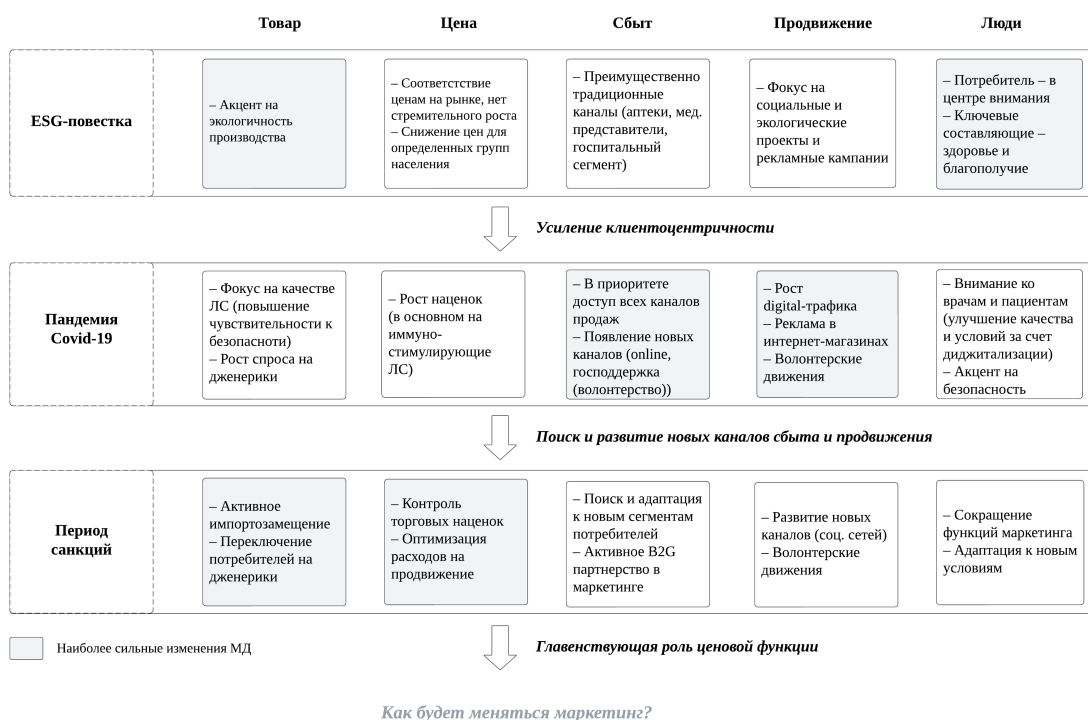 Товар
Цена
Сбыт
Продвижение
Люди
ESG-повестка
– Акцент на
экологичность
производства
– Соответстствие
ценам на рынке, нет
стремительного роста
– Снижение цен для
определенных групп
населения
– Преимущественно
традиционные
каналы (аптеки, мед.
представители,
госпитальный
сегмент)
– Фокус на
социальные и
экологические
проекты и
рекламные кампании
– Потребитель – в
центре внимания
– Ключевые
составляющие –
здоровье и
благополучие
Усиление клиентоцентричности
Пандемия
Covid-19
– Фокус на качестве
ЛС (повышение
чувствительности к
безопасноти)
– Рост спроса на
дженерики
– Рост наценок
(в основном на
иммуно-
стимулирующие
ЛС)
– В приоритете
доступ всех каналов
продаж
– Появление новых
каналов (online,
господдержка
(волонтерство))
– Рост
digital-трафика
– Реклама в
интернет-магазинах
– Волонтерские
движения
– Внимание ко
врачам и пациентам
(улучшение качества
и условий за счет
диджитализации)
– Акцент на
безопасность
Поиск и развитие новых каналов сбыта и продвижения
Период
санкций
– Активное
импортозамещение
– Переключение
потребителей на
дженерики
– Контроль
торговых наценок
– Оптимизация
расходов на
продвижение
– Поиск и адаптация
к новым сегментам
потребителей
– Активное B2G
партнерство в
маркетинге
– Развитие новых
каналов (соц. сетей)
– Волонтерские
движения
– Сокращение
функций маркетинга
– Адаптация к новым
условиям
Наиболее сильные изменения МД
Главенствующая роль ценовой функции
Как будет меняться маркетинг?